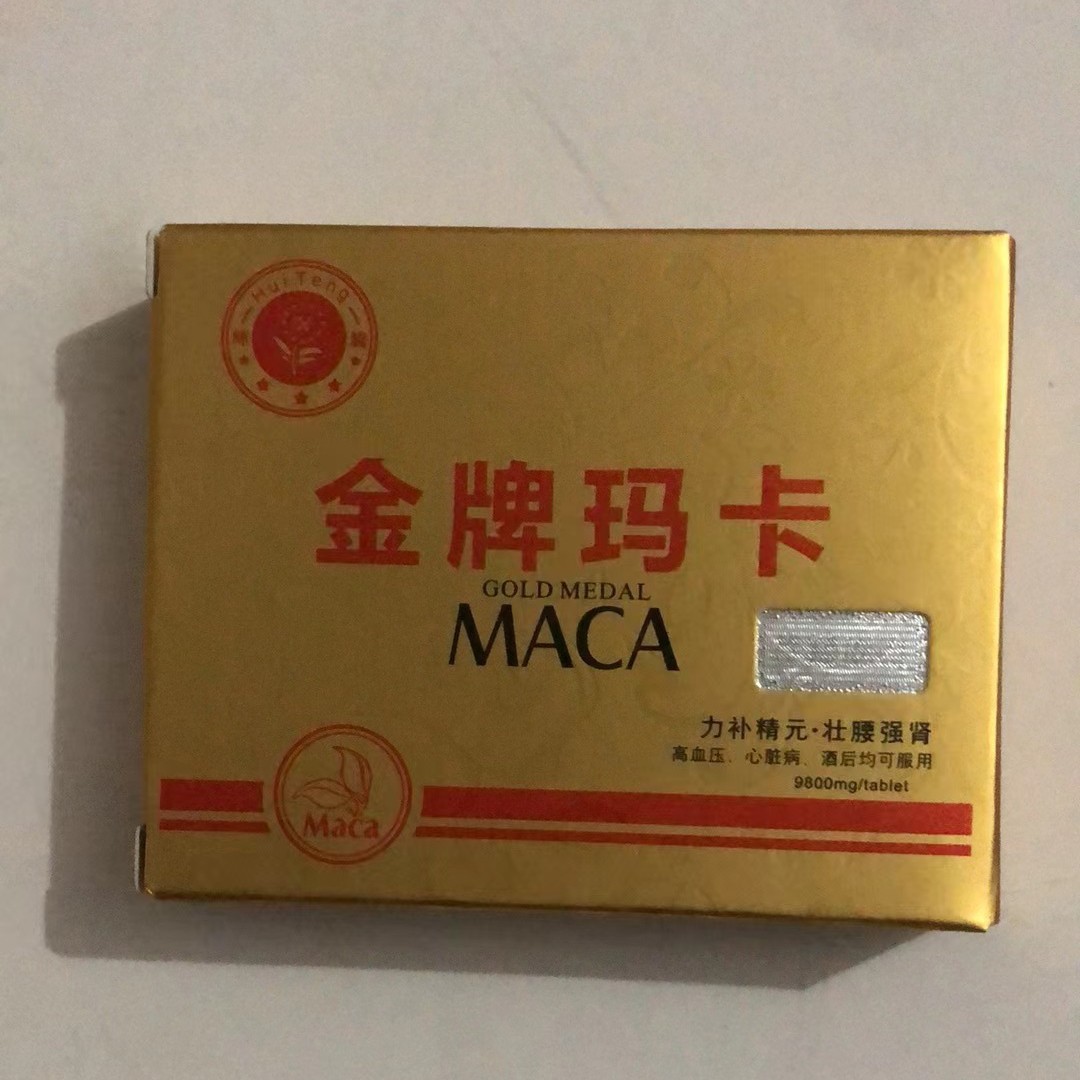 Hui Teng
金牌玛卡
GOLD MEDAL
MACA
力补精元·壮腰强肾
高血压、心脏病、酒后均可服用
9800mg/tablet
Maca